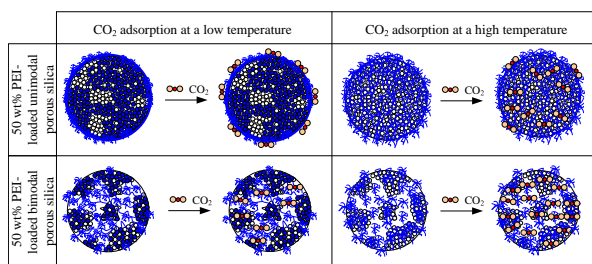 CO₂ adsorption at a low temperature
CO₂ adsorption at a high temperature
50 wt% PEI-
loaded unimodal
porous silica
CO₂
CO₂
50 wt% PEI-
loaded bimodal
porous silica
CO₂
CO₂